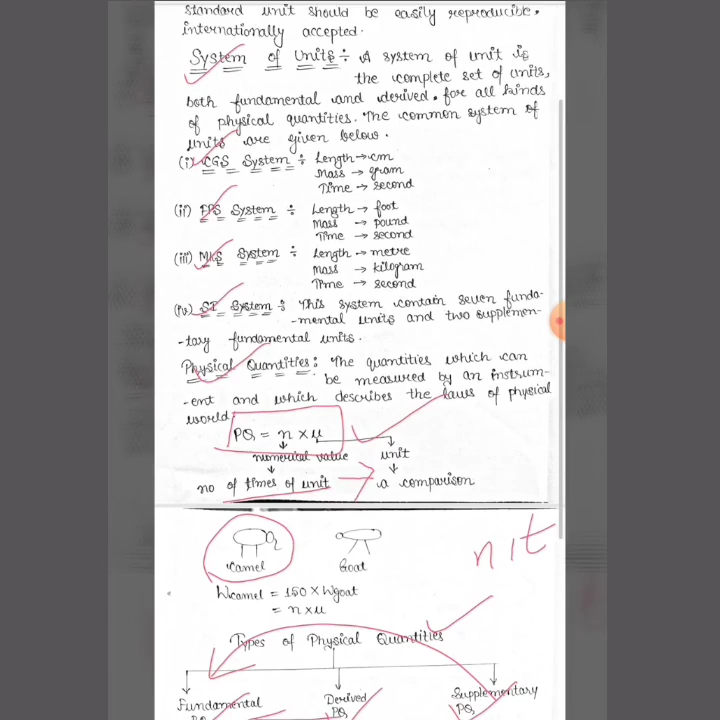 standard unit should be easily reproducible,
internationally accepted.
System of Units ÷ A system of unit is
the complete set of units,
both fundamental and derived, for all kinds
of physical quantities. The common system of
units are given below.
(i) CGS System ÷ Length → cm
Mass → gram
Time → second
(ii) FPS System ÷ Length → foot
Mass → pound
Time → second
(iii) MKS System ÷ Length → metre
Mass → kilogram
Time → second
(iv) SI System ÷ This system contain seven funda-
-mental units and two supplemen-
-tary fundamental units.
Physical Quantities: The quantities which can
be measured by an instrum-
-ent and which describes the laws of physical
world.
PQ = n × u
numerical value unit
no of times of unit → a comparison
Camel Goat
n 1t
Wcamel = 150 × Wgoat
= n × u
Types of Physical Quantities
Fundamental Derived Supplementary
PQ PQ PQ